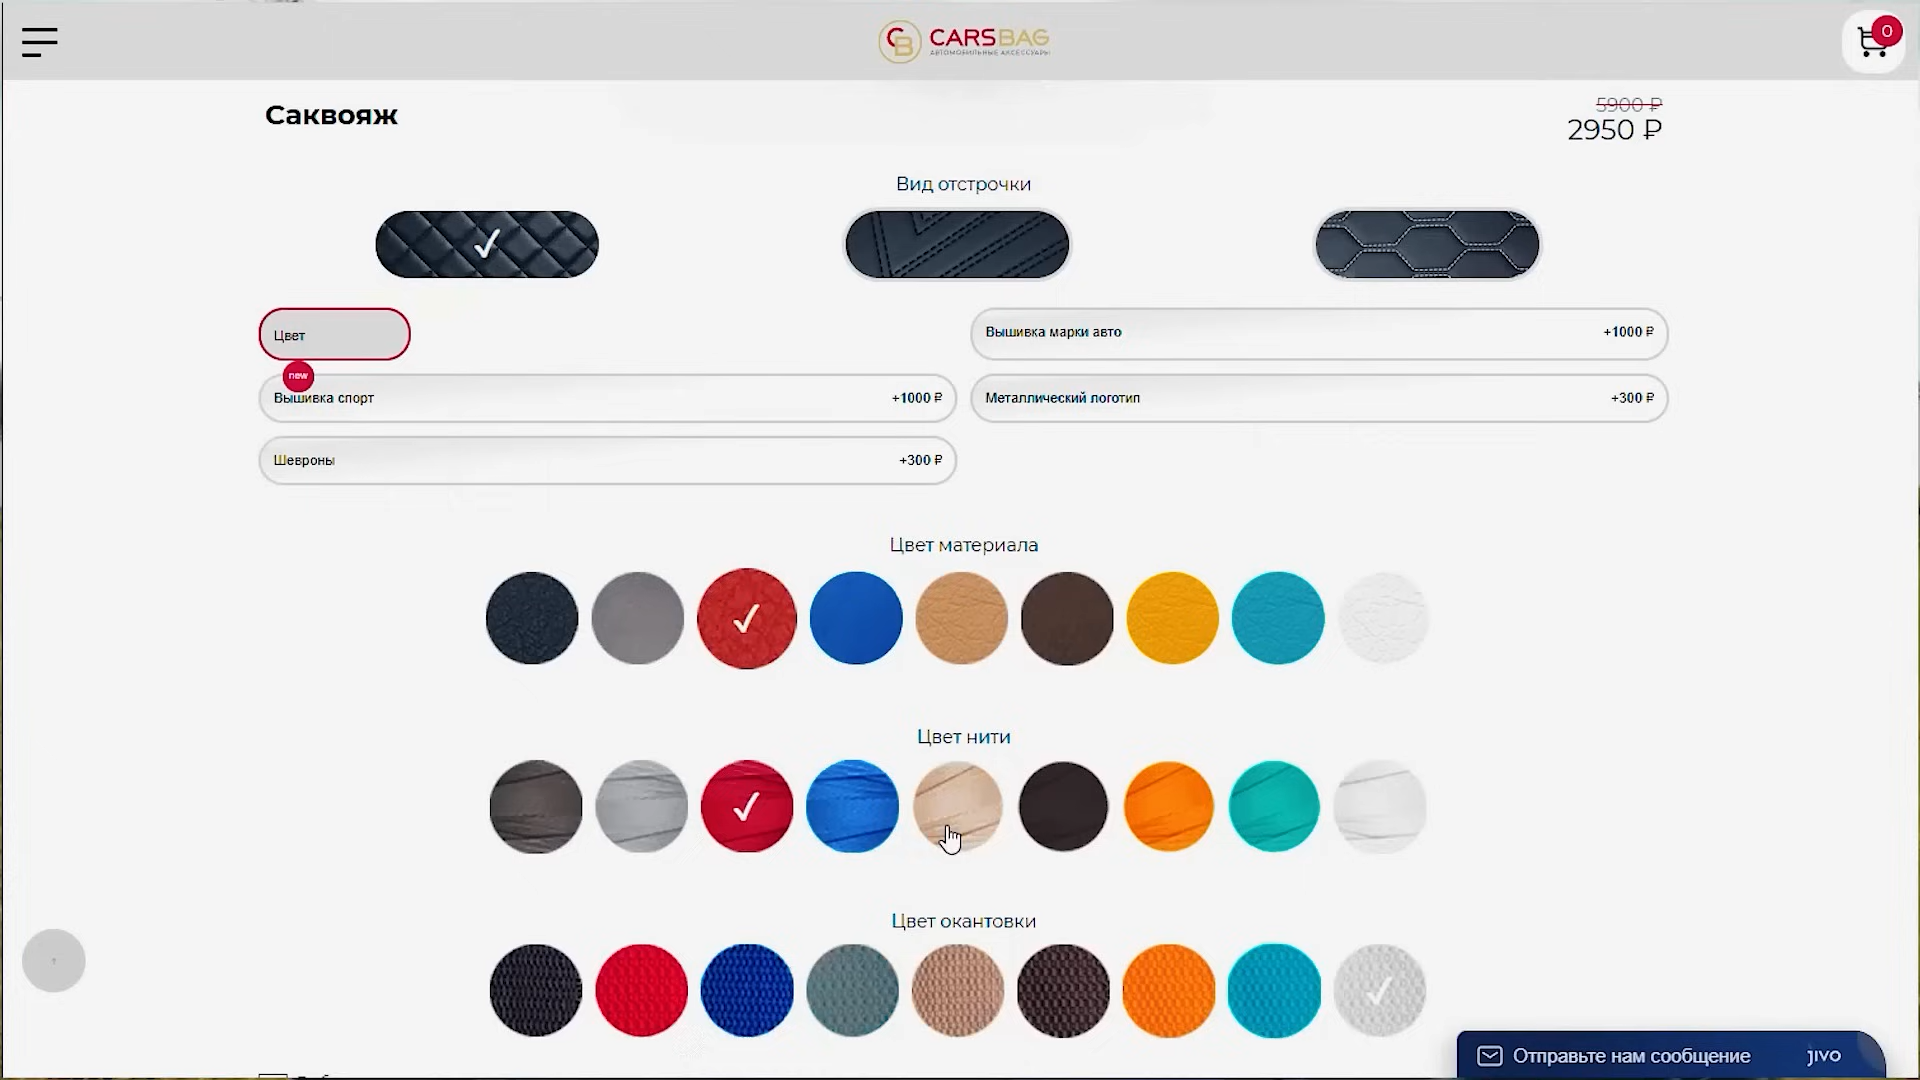 CARSBAG
АВТОМОБИЛЬНЫЕ АКСЕССУАРЫ
0
Саквояж
5900 ₽
2950 ₽
Вид отстрочки
Цвет
Вышивка марки авто +1000 ₽
new
Вышивка спорт +1000 ₽
Металлический логотип +300 ₽
Шевроны +300 ₽
Цвет материала
Цвет нити
Цвет окантовки
Отправьте нам сообщение jivo